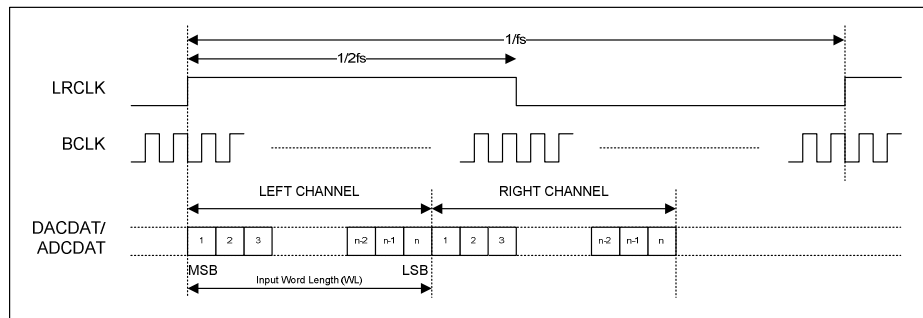 1/fs
1/2fs
LRCLK
BCLK
LEFT CHANNEL RIGHT CHANNEL
DACDAT/
ADCDAT
1 2 3 n-2 n-1 n 1 2 3 n-2 n-1 n
MSB LSB
Input Word Length (WL)